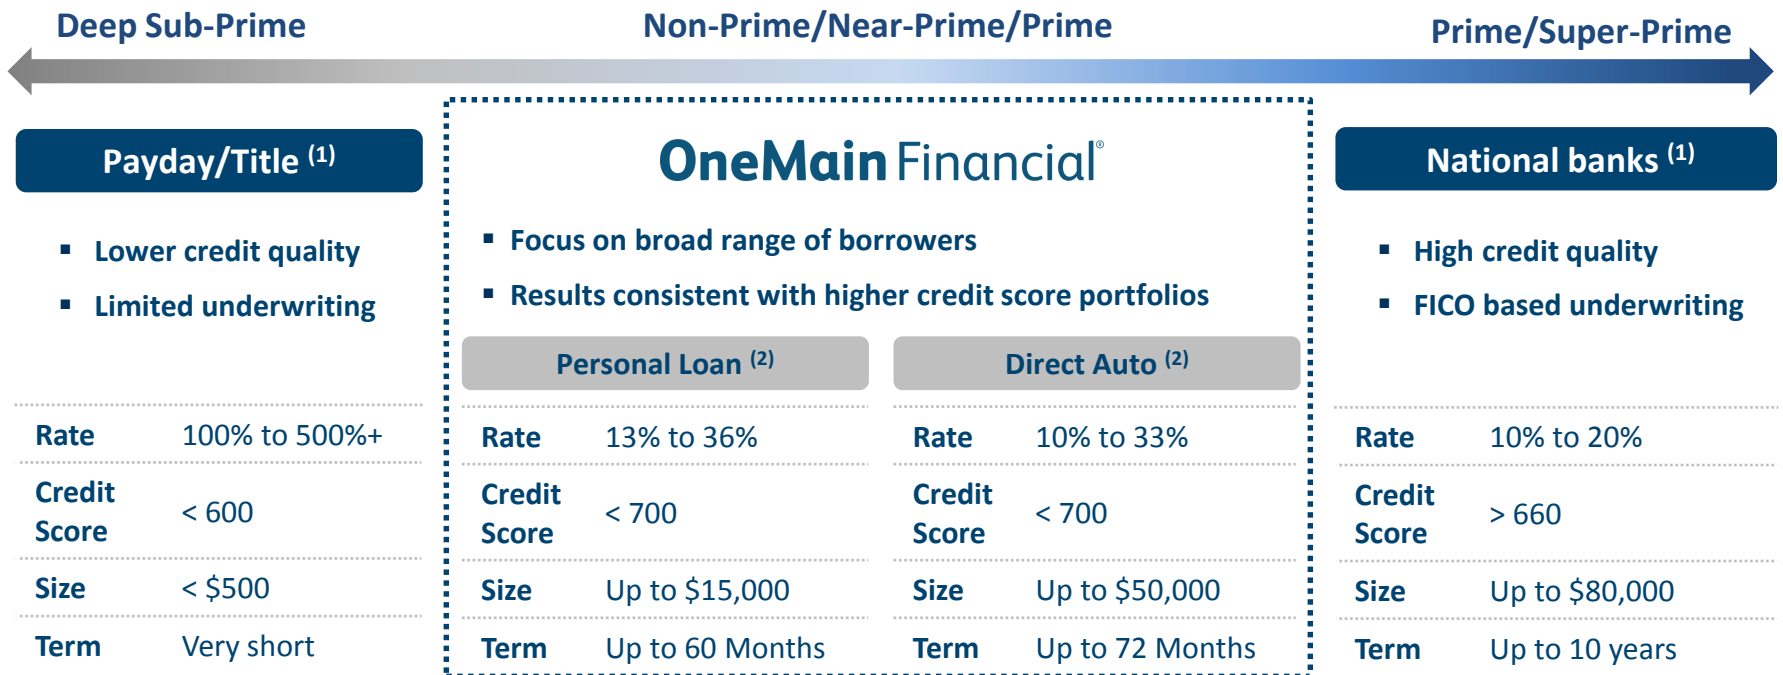 Deep Sub-Prime
Non-Prime/Near-Prime/Prime
Prime/Super-Prime
Payday/Title (1)
▪ Lower credit quality
▪ Limited underwriting
Rate 100% to 500%+
Credit Score < 600
Size < $500
Term Very short
OneMain Financial®
▪ Focus on broad range of borrowers
▪ Results consistent with higher credit score portfolios
Personal Loan (2)
Rate 13% to 36%
Credit Score < 700
Size Up to $15,000
Term Up to 60 Months
Direct Auto (2)
Rate 10% to 33%
Credit Score < 700
Size Up to $50,000
Term Up to 72 Months
National banks (1)
▪ High credit quality
▪ FICO based underwriting
Rate 10% to 20%
Credit Score > 660
Size Up to $80,000
Term Up to 10 years